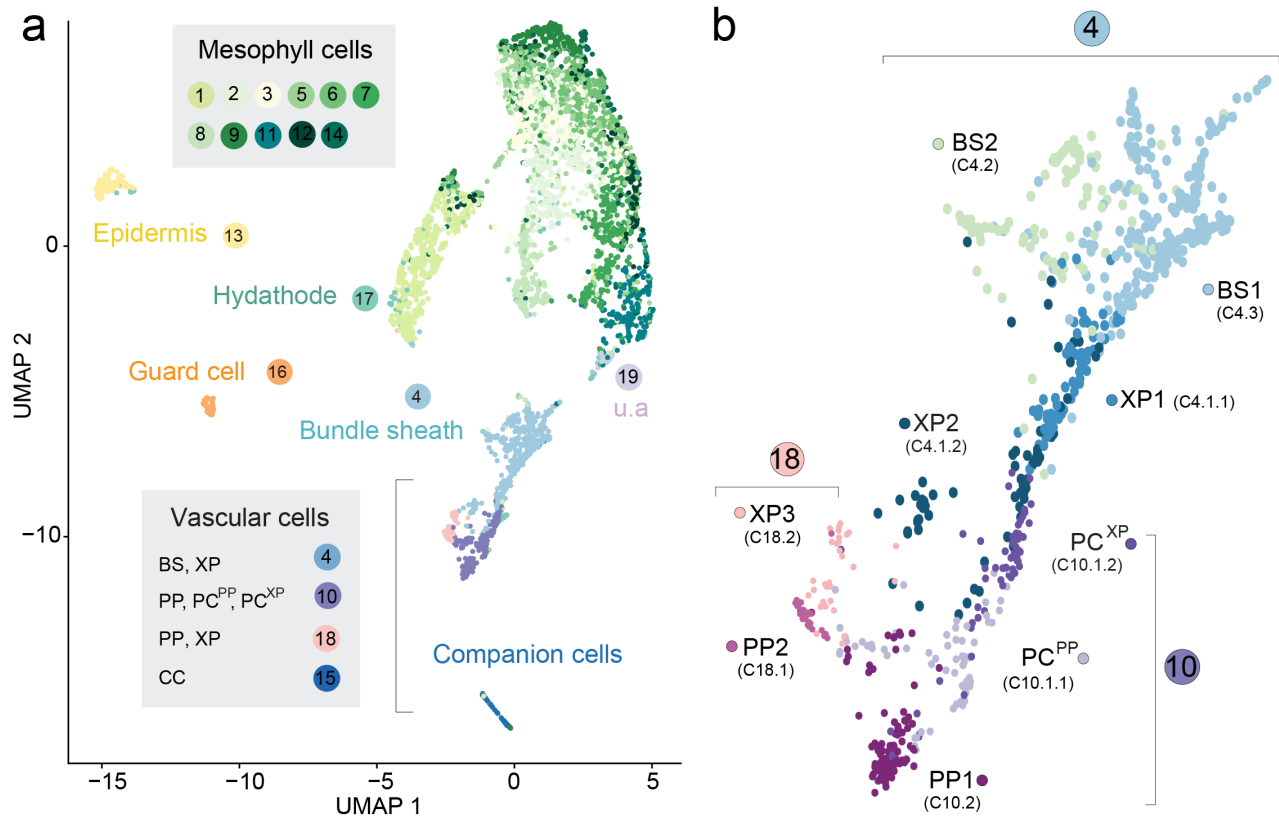 a
Mesophyll cells
1 2 3 5 6 7
8 9 11 12 14
Epidermis 13
Hydathode 17
Guard cell 16
4
Bundle sheath
19
u.a
Vascular cells
BS, XP 4
PP, PC^PP, PC^XP 10
PP, XP 18
CC 15
Companion cells
0
−10
UMAP 2
−15 −10 −5 0 5
UMAP 1
b
4
BS2
(C4.2)
BS1
(C4.3)
XP1 (C4.1.1)
XP2
(C4.1.2)
18
XP3
(C18.2)
PC^XP
(C10.1.2)
PP2
(C18.1)
PC^PP
(C10.1.1)
10
PP1
(C10.2)